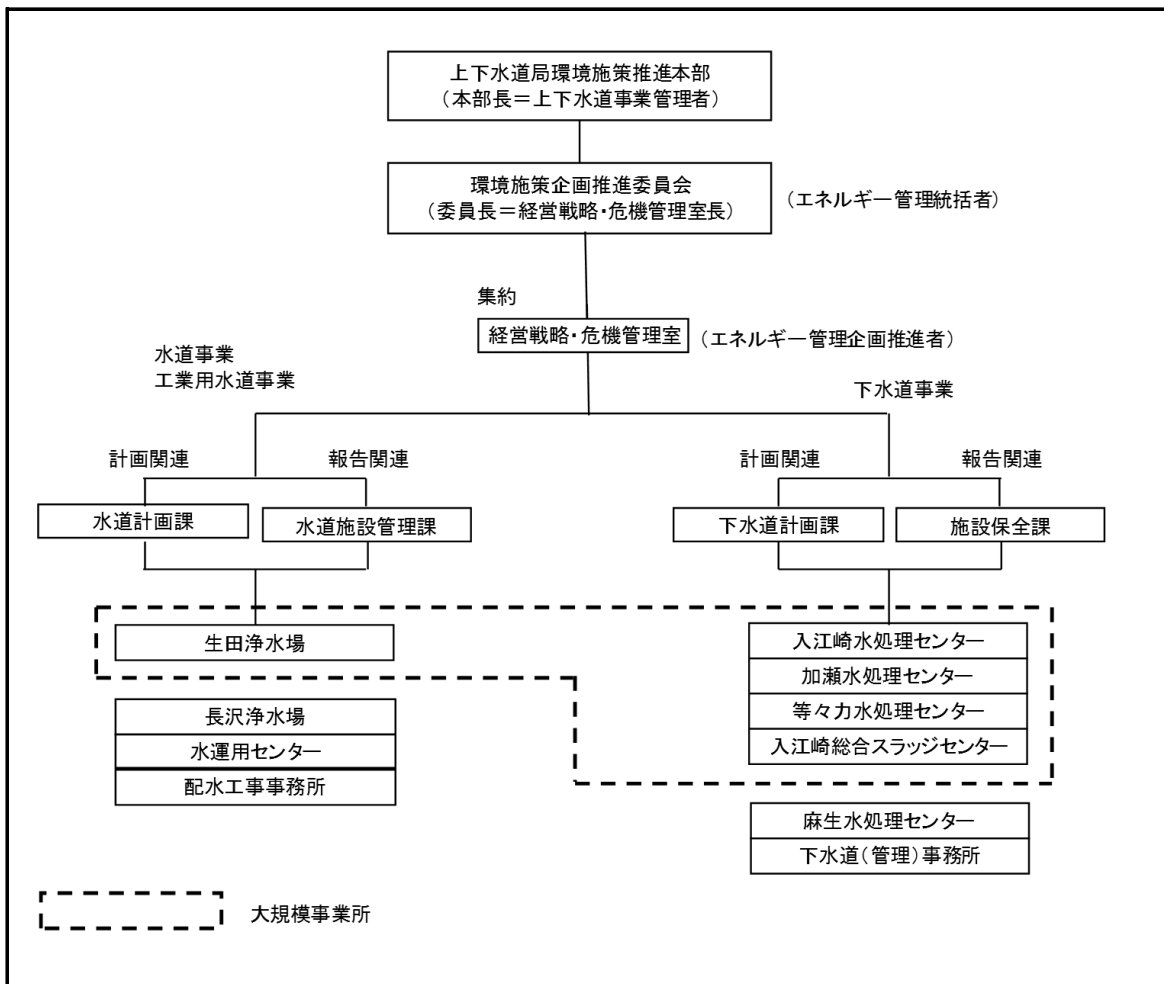 上下水道局環境施策推進本部
（本部長＝上下水道事業管理者）
環境施策企画推進委員会
（委員長＝経営戦略・危機管理室長）
（エネルギー管理統括者）
集約
経営戦略・危機管理室
（エネルギー管理企画推進者）
水道事業
工業用水道事業
下水道事業
計画関連
報告関連
計画関連
報告関連
水道計画課
水道施設管理課
下水道計画課
施設保全課
生田浄水場
長沢浄水場
水運用センター
配水工事事務所
入江崎水処理センター
加瀬水処理センター
等々力水処理センター
入江崎総合スラッジセンター
麻生水処理センター
下水道（管理）事務所
大規模事業所